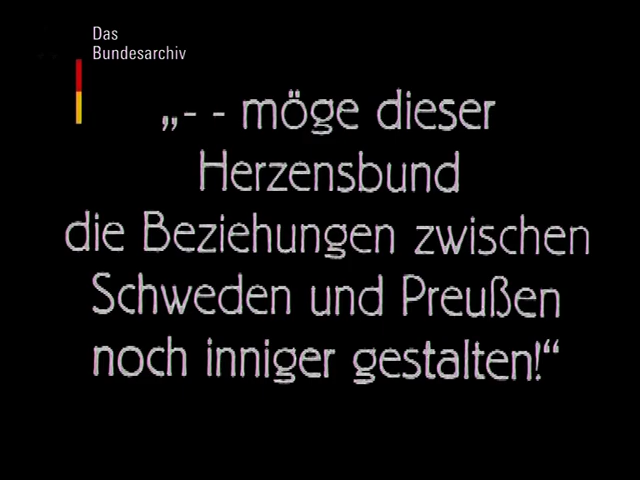 Das
Bundesarchiv
„- - möge dieser
Herzensbund
die Beziehungen zwischen
Schweden und Preußen
noch inniger gestalten!“